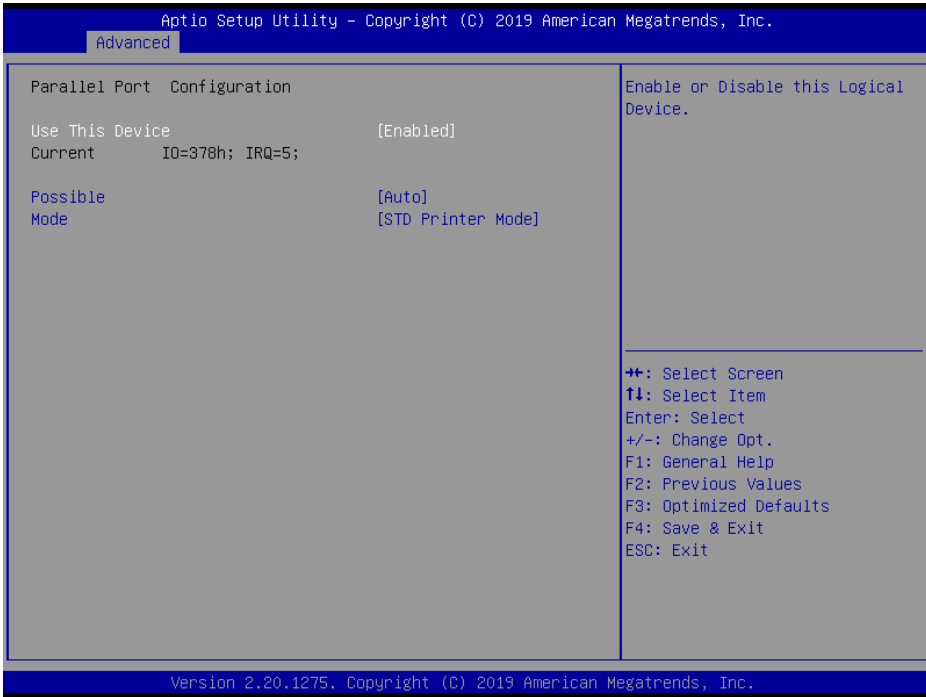 Aptio Setup Utility – Copyright (C) 2019 American Megatrends, Inc.
Advanced
Parallel Port Configuration
Use This Device [Enabled]
Current IO=378h; IRQ=5;
Possible [Auto]
Mode [STD Printer Mode]
Enable or Disable this Logical
Device.
→←: Select Screen
↑↓: Select Item
Enter: Select
+/-: Change Opt.
F1: General Help
F2: Previous Values
F3: Optimized Defaults
F4: Save & Exit
ESC: Exit
Version 2.20.1275. Copyright (C) 2019 American Megatrends, Inc.